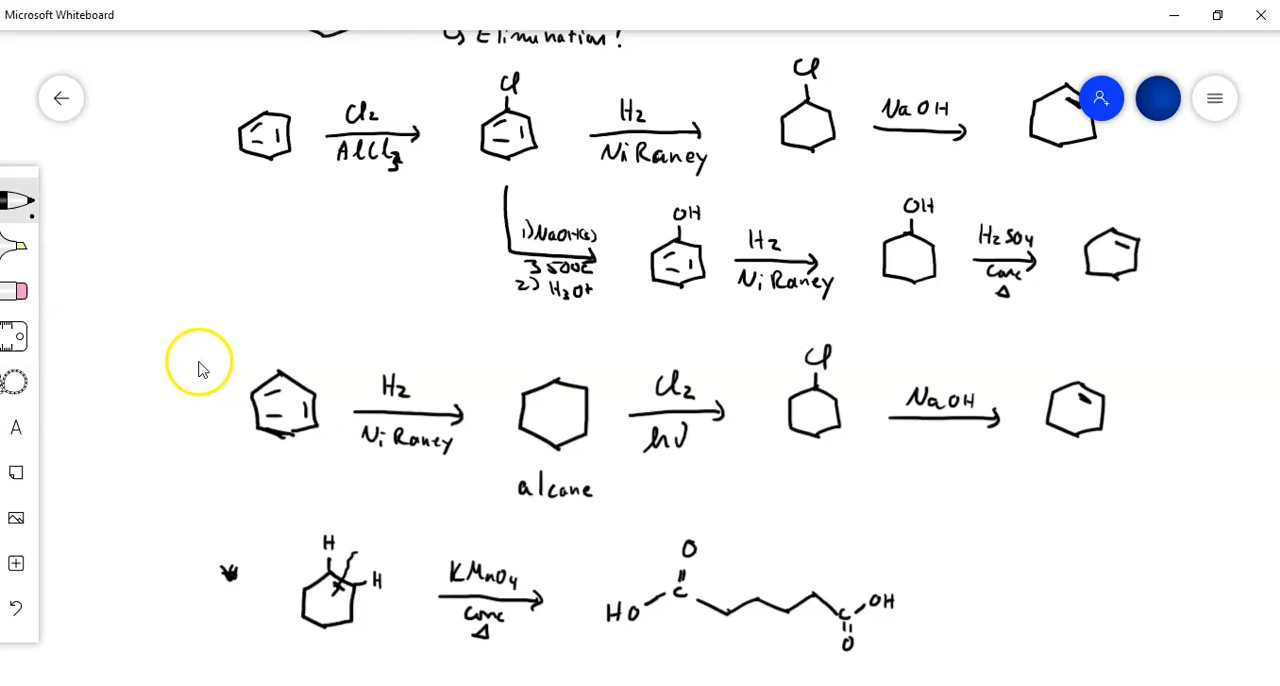 Microsoft Whiteboard
↳ Elimination?
Cl
Cl
Cl2
AlCl3
H2
Ni Raney
NaOH
OH
OH
1) NaOH(s)
350°C
2) H3O+
H2
Ni Raney
H2SO4
conc
Δ
Cl
H2
Ni Raney
Cl2
hν
NaOH
alcane
H
H
KMnO4
conc
Δ
O
C
HO
C
OH
O
A